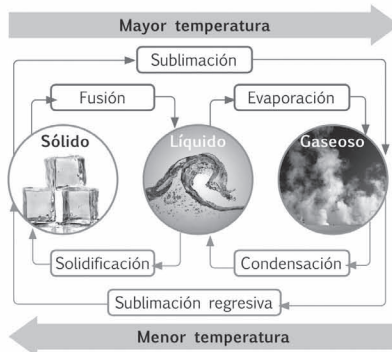 Mayor temperatura
Sublimación
Fusión
Evaporación
Sólido
Líquido
Gaseoso
Solidificación
Condensación
Sublimación regresiva
Menor temperatura